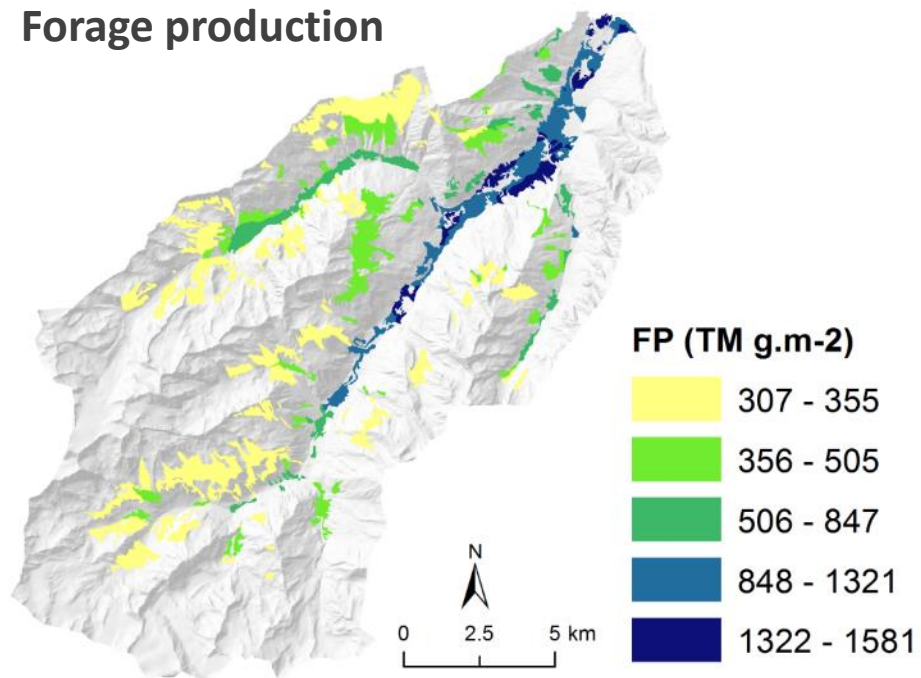 Forage production
FP (TM g.m-2)
307 - 355
356 - 505
506 - 847
848 - 1321
1322 - 1581
N
0 2.5 5 km